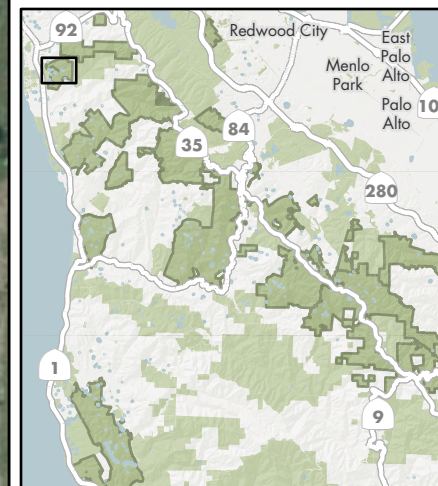 92
Redwood City
East
Palo
Alto
Menlo
Park
Palo
Alto
10
84
35
280
1
9